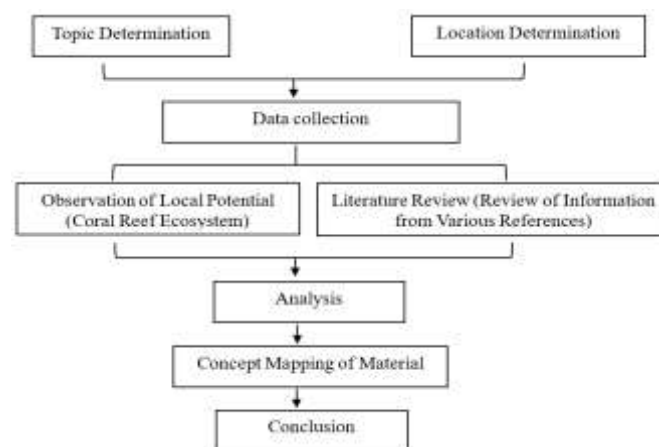 Topic Determination
Location Determination
Data collection
Observation of Local Potential
(Coral Reef Ecosystem)
Literature Review (Review of Information
from Various References)
Analysis
Concept Mapping of Material
Conclusion